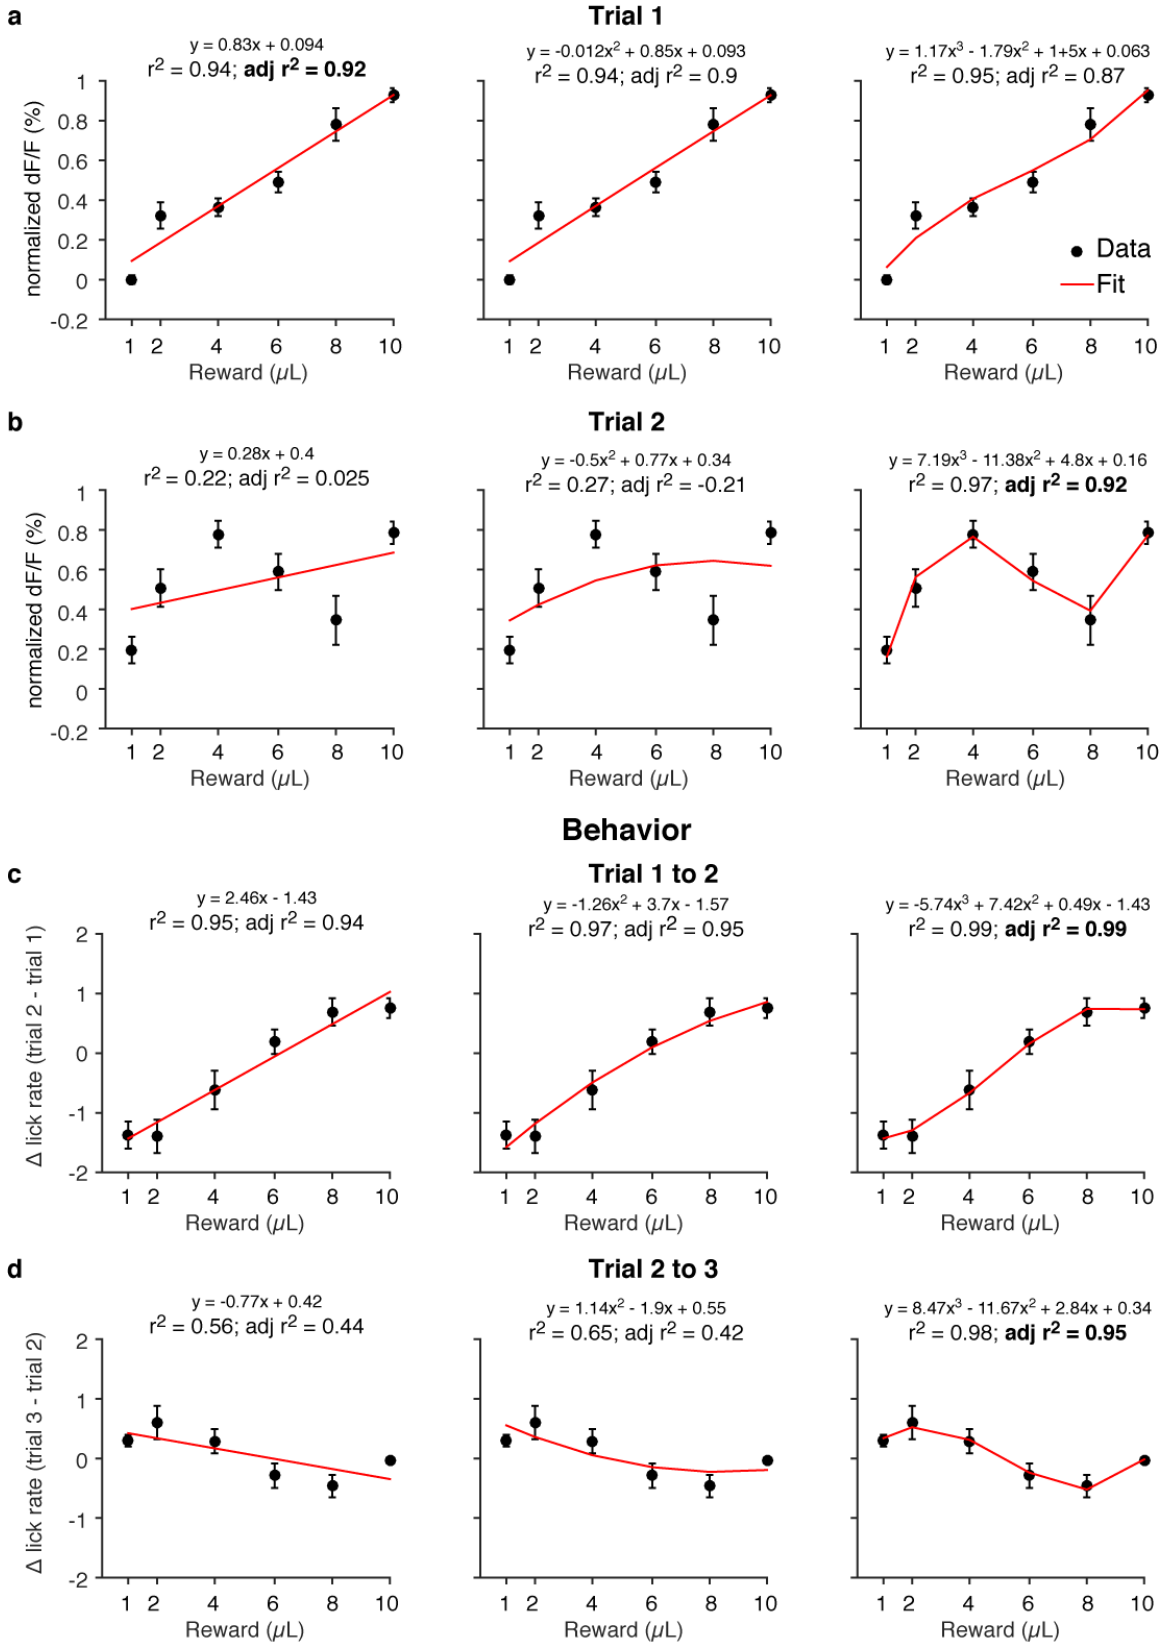 a
Trial 1
y = 0.83x + 0.094
r² = 0.94; adj r² = 0.92
y = -0.012x² + 0.85x + 0.093
r² = 0.94; adj r² = 0.9
y = 1.17x³ - 1.79x² + 1+5x + 0.063
r² = 0.95; adj r² = 0.87
normalized dF/F (%)
1
0.8
0.6
0.4
0.2
0
-0.2
Data
Fit
1 2 4 6 8 10
1 2 4 6 8 10
1 2 4 6 8 10
Reward (µL)
Reward (µL)
Reward (µL)
b
Trial 2
y = 0.28x + 0.4
r² = 0.22; adj r² = 0.025
y = -0.5x² + 0.77x + 0.34
r² = 0.27; adj r² = -0.21
y = 7.19x³ - 11.38x² + 4.8x + 0.16
r² = 0.97; adj r² = 0.92
normalized dF/F (%)
1
0.8
0.6
0.4
0.2
0
-0.2
1 2 4 6 8 10
1 2 4 6 8 10
1 2 4 6 8 10
Reward (µL)
Reward (µL)
Reward (µL)
Behavior
c
Trial 1 to 2
y = 2.46x - 1.43
r² = 0.95; adj r² = 0.94
y = -1.26x² + 3.7x - 1.57
r² = 0.97; adj r² = 0.95
y = -5.74x³ + 7.42x² + 0.49x - 1.43
r² = 0.99; adj r² = 0.99
Δ lick rate (trial 2 - trial 1)
2
1
0
-1
-2
1 2 4 6 8 10
1 2 4 6 8 10
1 2 4 6 8 10
Reward (µL)
Reward (µL)
Reward (µL)
d
Trial 2 to 3
y = -0.77x + 0.42
r² = 0.56; adj r² = 0.44
y = 1.14x² - 1.9x + 0.55
r² = 0.65; adj r² = 0.42
y = 8.47x³ - 11.67x² + 2.84x + 0.34
r² = 0.98; adj r² = 0.95
Δ lick rate (trial 3 - trial 2)
2
1
0
-1
-2
1 2 4 6 8 10
1 2 4 6 8 10
1 2 4 6 8 10
Reward (µL)
Reward (µL)
Reward (µL)